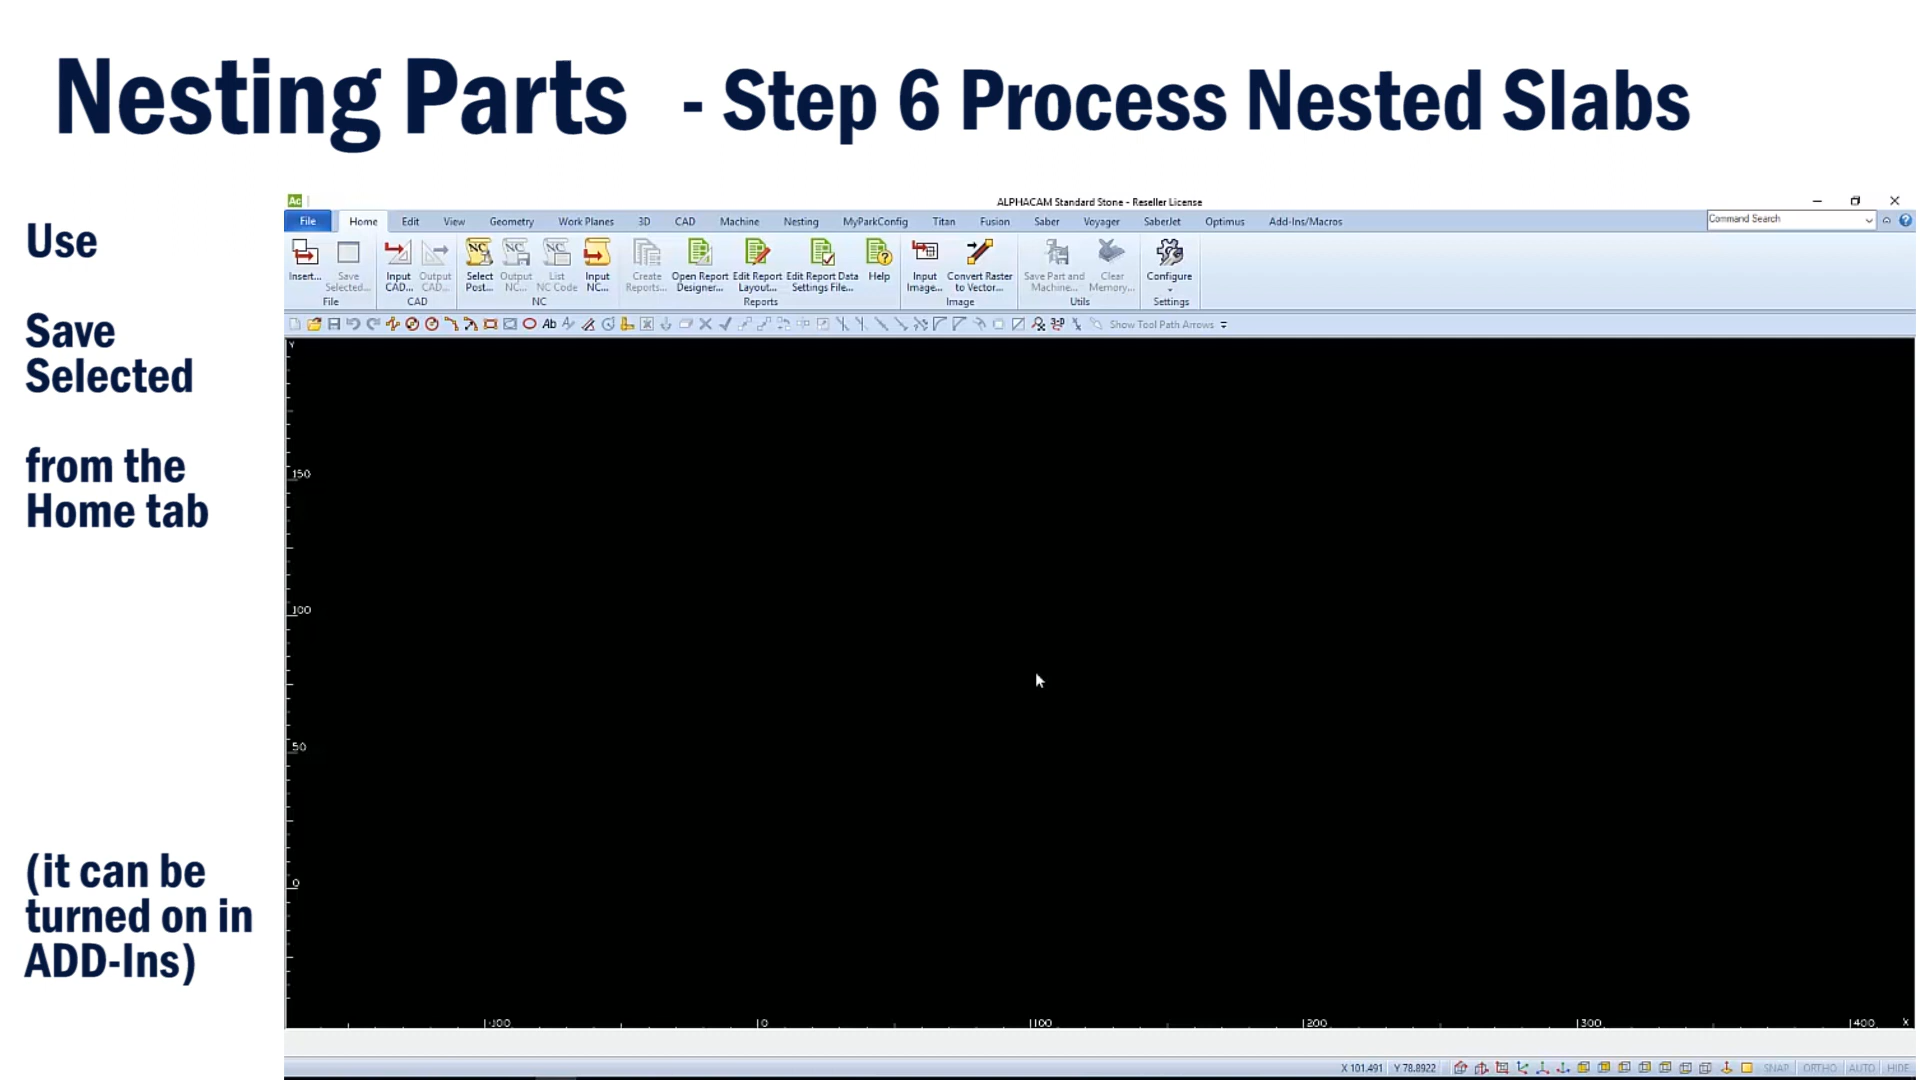 Nesting Parts - Step 6 Process Nested Slabs
Use
Save
Selected
from the
Home tab
(it can be
turned on in
ADD-Ins)
Ac
ALPHACAM Standard Stone - Reseller License
File Home Edit View Geometry Work Planes 3D CAD Machine Nesting MyParkConfig Titan Fusion Saber Voyager SaberJet Optimus Add-Ins/Macros
Command Search
Insert... Save Selected...
Input CAD... Output CAD...
Select Post... Output NC... List NC Code Input NC...
Create Reports... Open Report Designer... Edit Report Layout... Edit Report Data Settings File... Help
Input Image... Convert Raster to Vector...
Save Part and Machine... Clear Memory...
Configure
File CAD NC Reports Image Utils Settings
Ab Show Tool Path Arrows
Y
150
100
50
0
-100 0 100 200 300 400 X
X 101.491 Y 78.8922 SNAP ORTHO AUTO HIDE